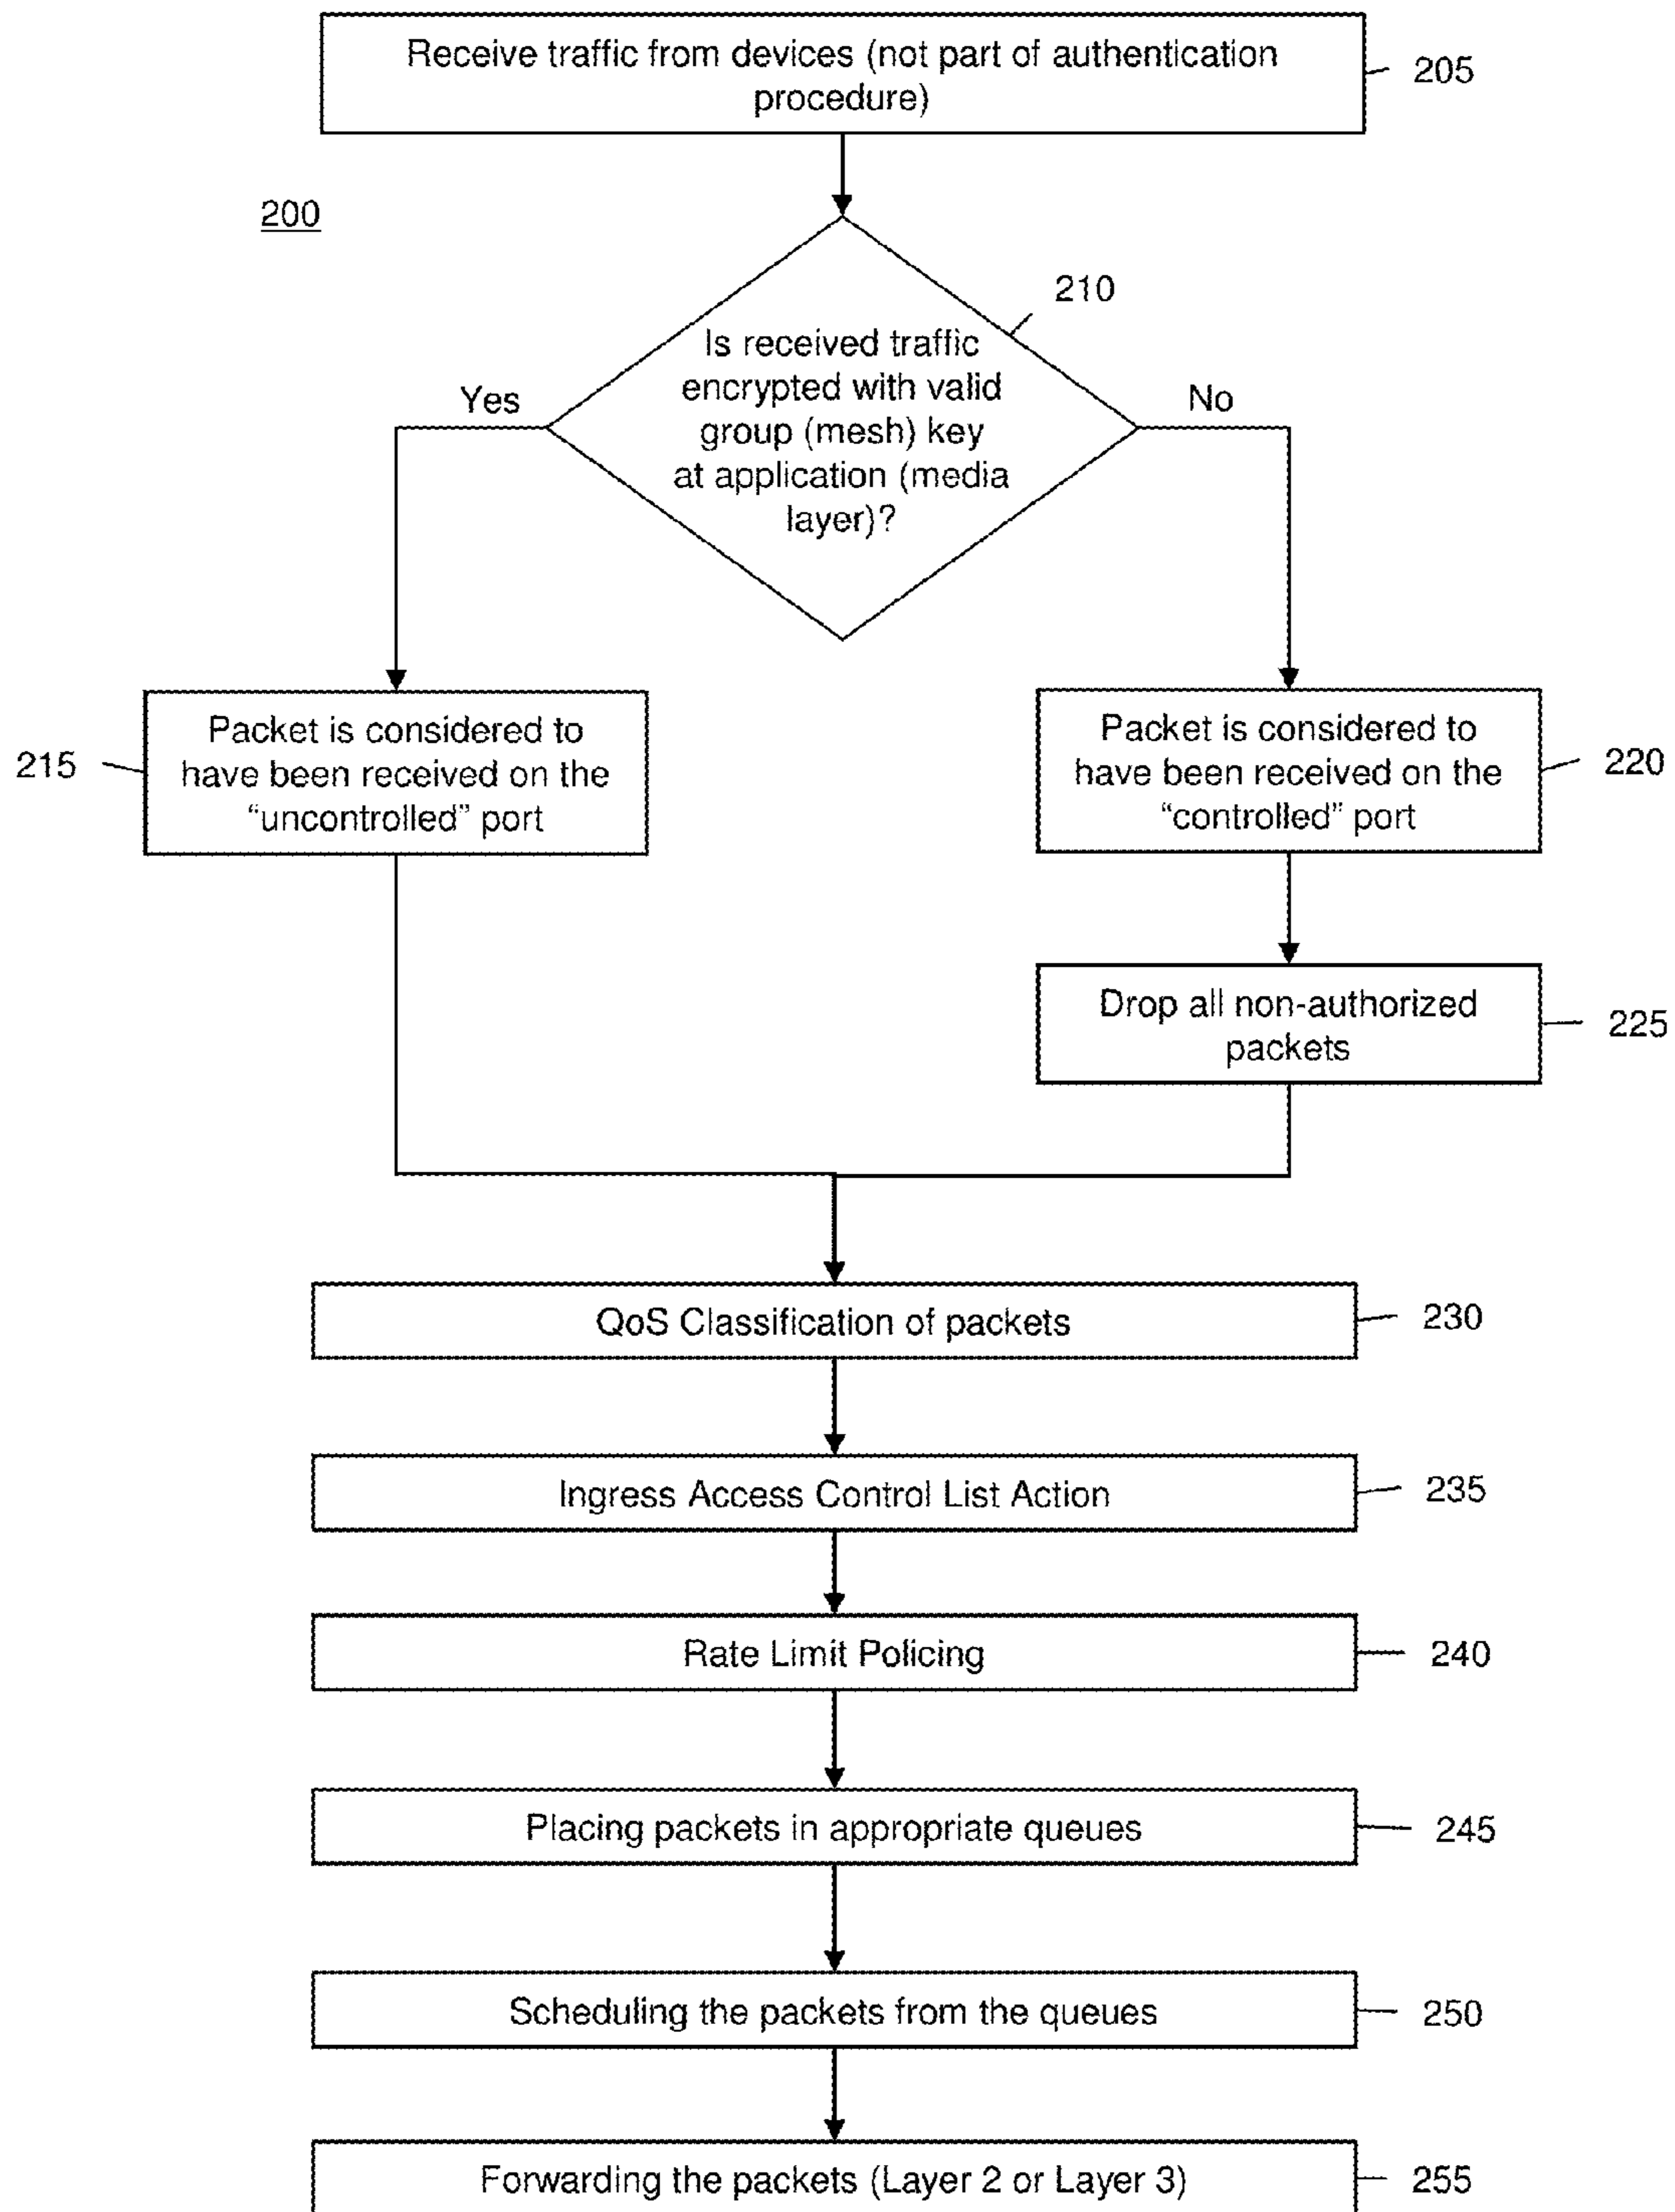 Receive traffic from devices (not part of authentication
procedure)
205
200
210
Is received traffic
encrypted with valid
group (mesh) key
at application (media
layer)?
Yes
No
215
Packet is considered to
have been received on the
“uncontrolled” port
Packet is considered to
have been received on the
“controlled” port
220
Drop all non-authorized
packets
225
QoS Classification of packets
230
Ingress Access Control List Action
235
Rate Limit Policing
240
Placing packets in appropriate queues
245
Scheduling the packets from the queues
250
Forwarding the packets (Layer 2 or Layer 3)
255